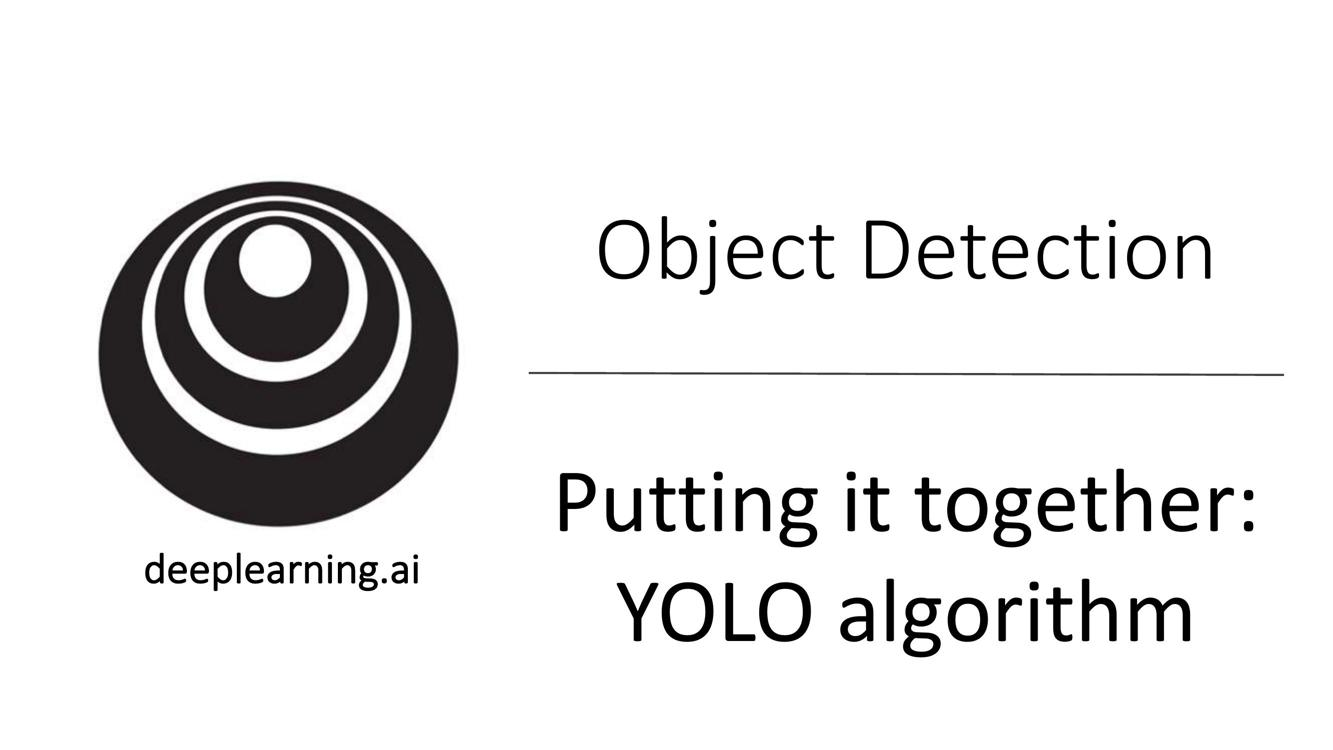 Object Detection
Putting it together:
YOLO algorithm
deeplearning.ai